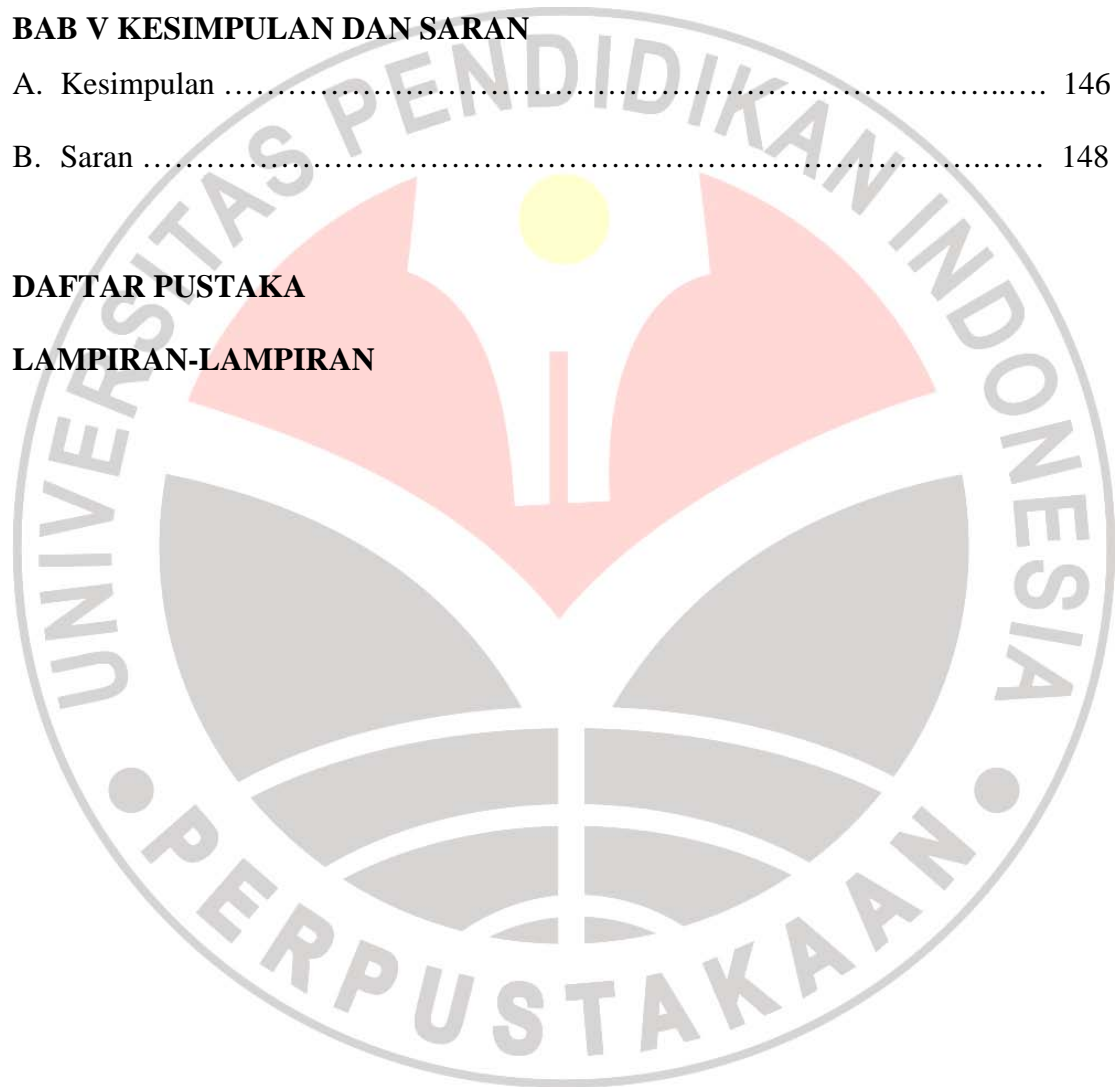 BAB V KESIMPULAN DAN SARAN
A. Kesimpulan ……………………………………………………………..…. 146
B. Saran …………………………………………………………………….…… 148
DAFTAR PUSTAKA
LAMPIRAN-LAMPIRAN
UNIVERSITAS PENDIDIKAN INDONESIA
PERPUSTAKAAN